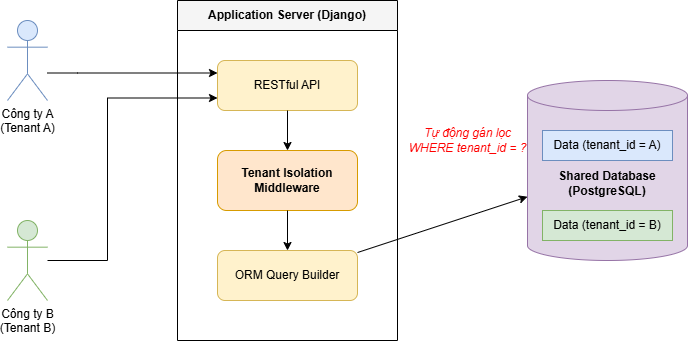 Application Server (Django)
Công ty A
(Tenant A)
RESTful API
Tenant Isolation
Middleware
ORM Query Builder
Công ty B
(Tenant B)
Tự động gán lọc
WHERE tenant_id = ?
Data (tenant_id = A)
Shared Database
(PostgreSQL)
Data (tenant_id = B)